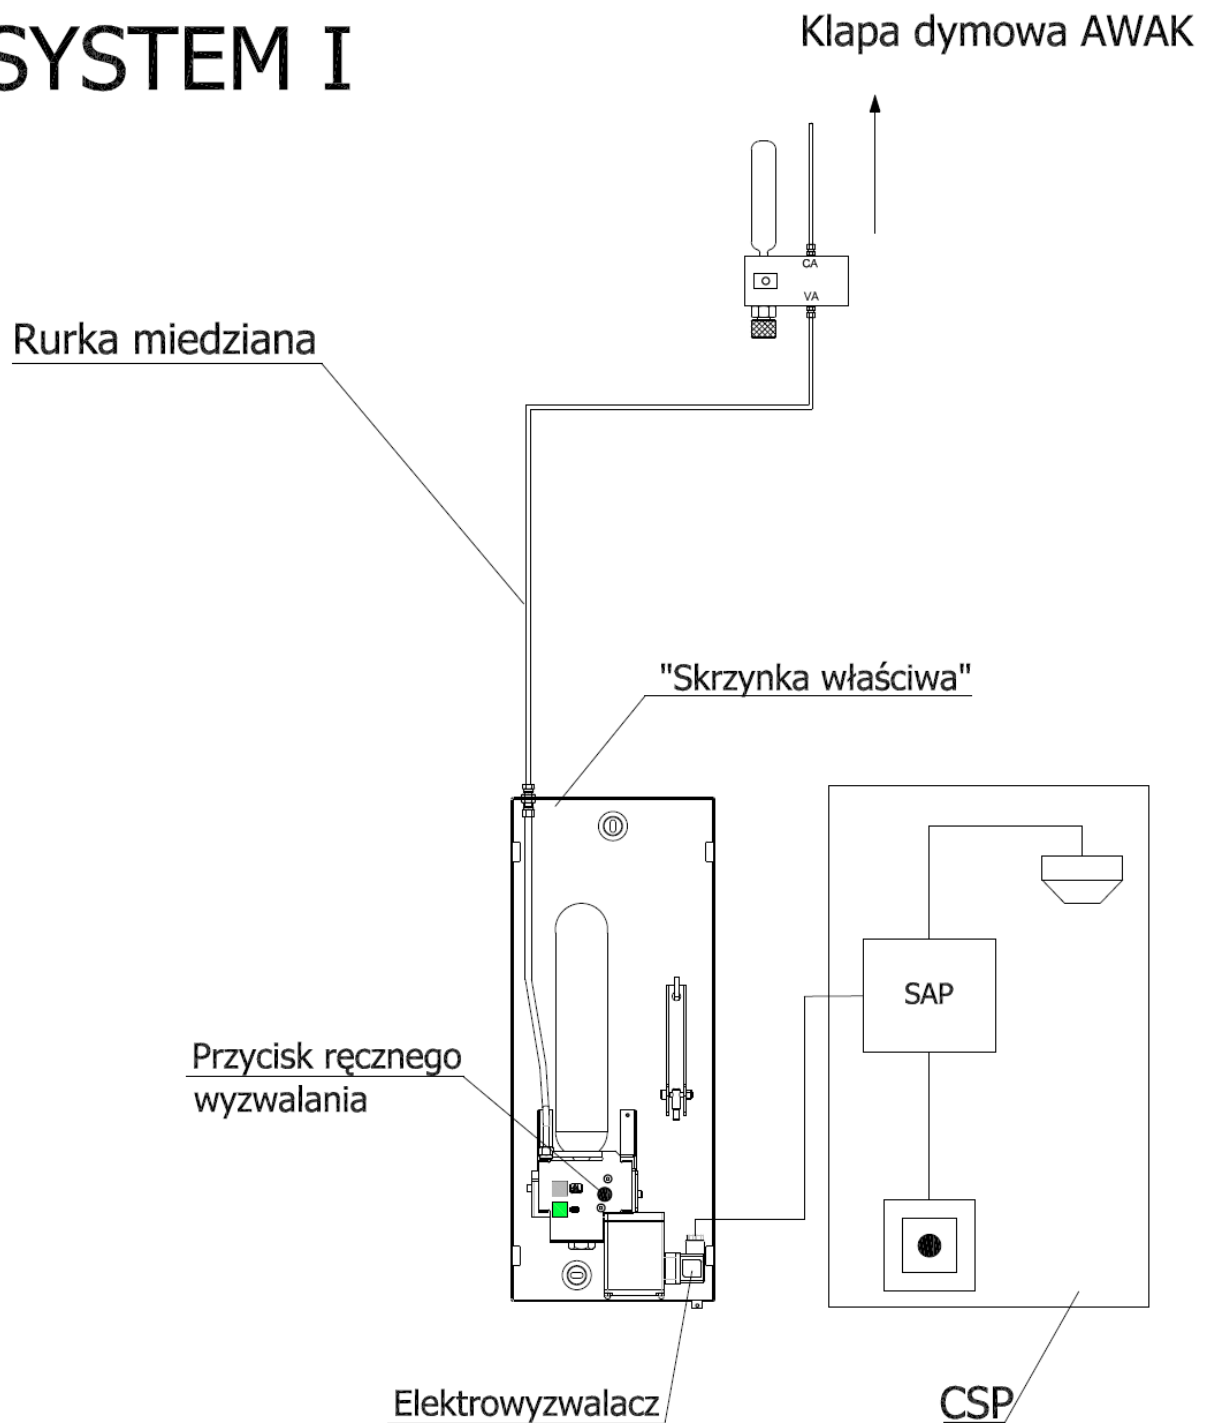 SYSTEM I
Klapa dymowa AWAK
CA
VA
Rurka miedziana
"Skrzynka właściwa"
SAP
Przycisk ręcznego
wyzwalania
Elektrowyzwalacz
CSP